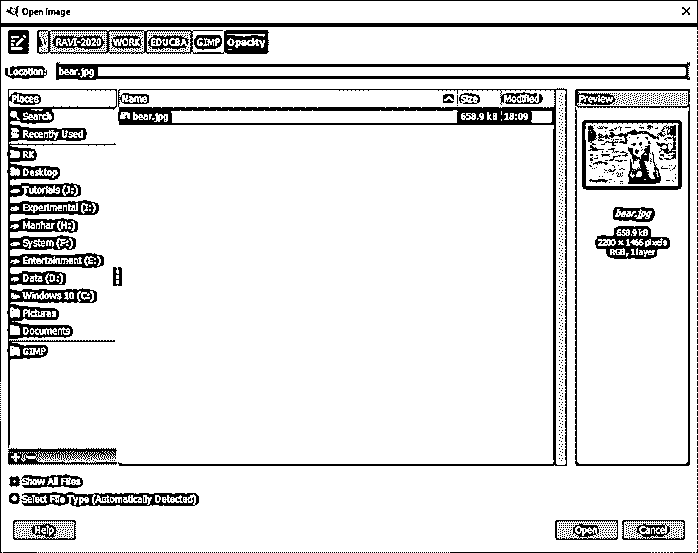 Open Image
RAVI-2020 WORK EDUCBA GIMP Opacity
Location: bear.jpg
Places Name Size Modified Preview
Search bear.jpg 658.9 kB 18:09
Recently Used
RK
Desktop
Tutorials (J:)
Experimental (I:)
Manhar (H:)
System (F:)
Entertainment (E:)
Data (D:)
Windows 10 (C:)
Pictures
Documents
GIMP
bear.jpg
658.9 kB
2200 × 1466 pixels
RGB, 1 layer
Show All Files
Select File Type (Automatically Detected)
Help Open Cancel